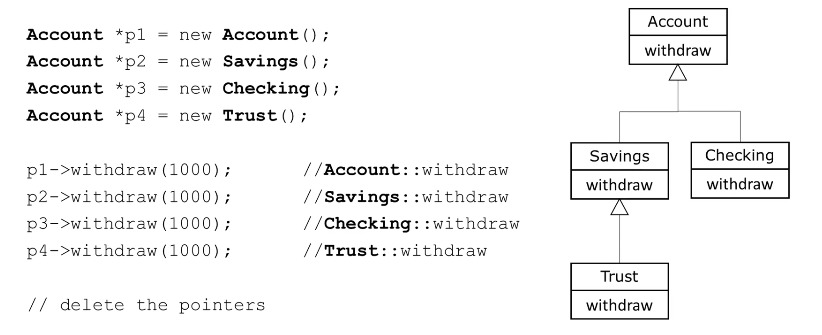 Account *p1 = new Account();
Account *p2 = new Savings();
Account *p3 = new Checking();
Account *p4 = new Trust();
p1->withdraw(1000); //Account::withdraw
p2->withdraw(1000); //Savings::withdraw
p3->withdraw(1000); //Checking::withdraw
p4->withdraw(1000); //Trust::withdraw
// delete the pointers
Account
withdraw
Savings
withdraw
Checking
withdraw
Trust
withdraw